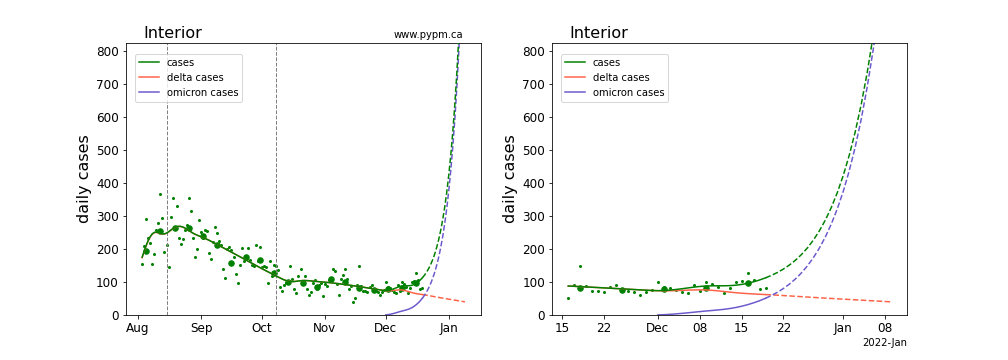 Interior
www.pypm.ca
daily cases
800
700
600
500
400
300
200
100
0
cases
delta cases
omicron cases
Aug Sep Oct Nov Dec Jan
Interior
daily cases
800
700
600
500
400
300
200
100
0
cases
delta cases
omicron cases
15 22 Dec 08 15 22 Jan 08
2022-Jan